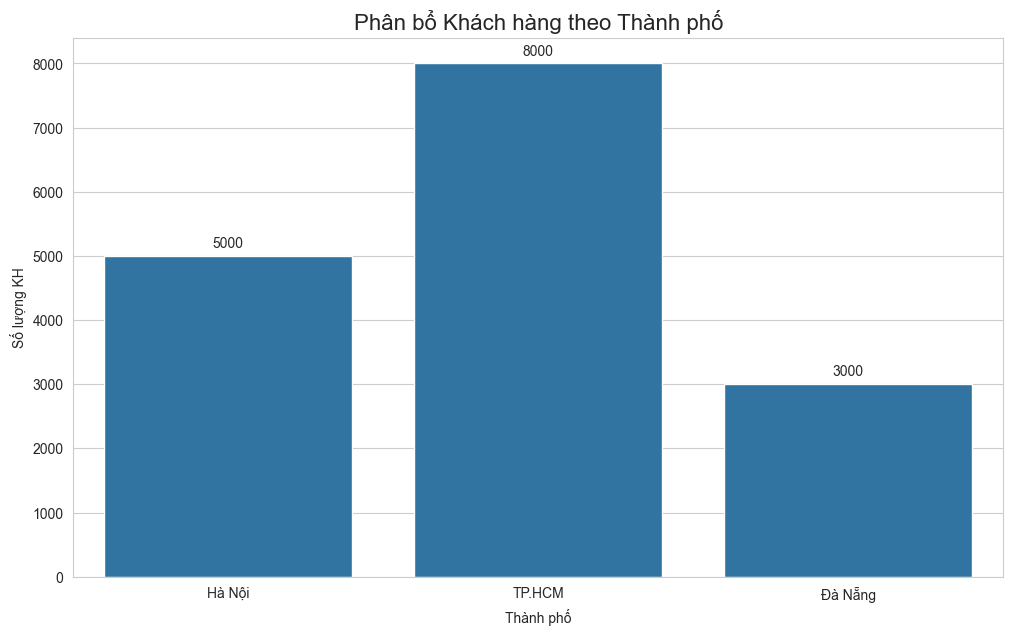 Phân bổ Khách hàng theo Thành phố
8000
8000
7000
6000
5000
5000
4000
3000
3000
2000
1000
0
Số lượng KH
Hà Nội
TP.HCM
Đà Nẵng
Thành phố